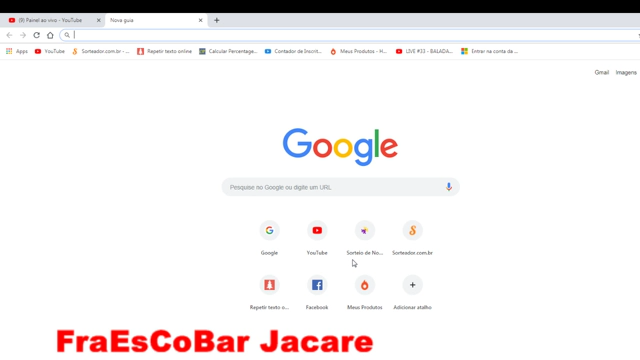 (9) Painel ao vivo - YouTube
Nova guia
Apps
YouTube
Sorteador.com.br - ...
Repetir texto online
Calcular Percentage...
Contador de Inscrit...
Meus Produtos - H...
LIVE #33 - BALADA...
Entrar na conta da ...
Gmail
Imagens
Google
Pesquise no Google ou digite um URL
Google
YouTube
Sorteio de No...
Sorteador.com.br
Repetir texto o...
Facebook
Meus Produtos
Adicionar atalho
FraEsCoBar Jacare